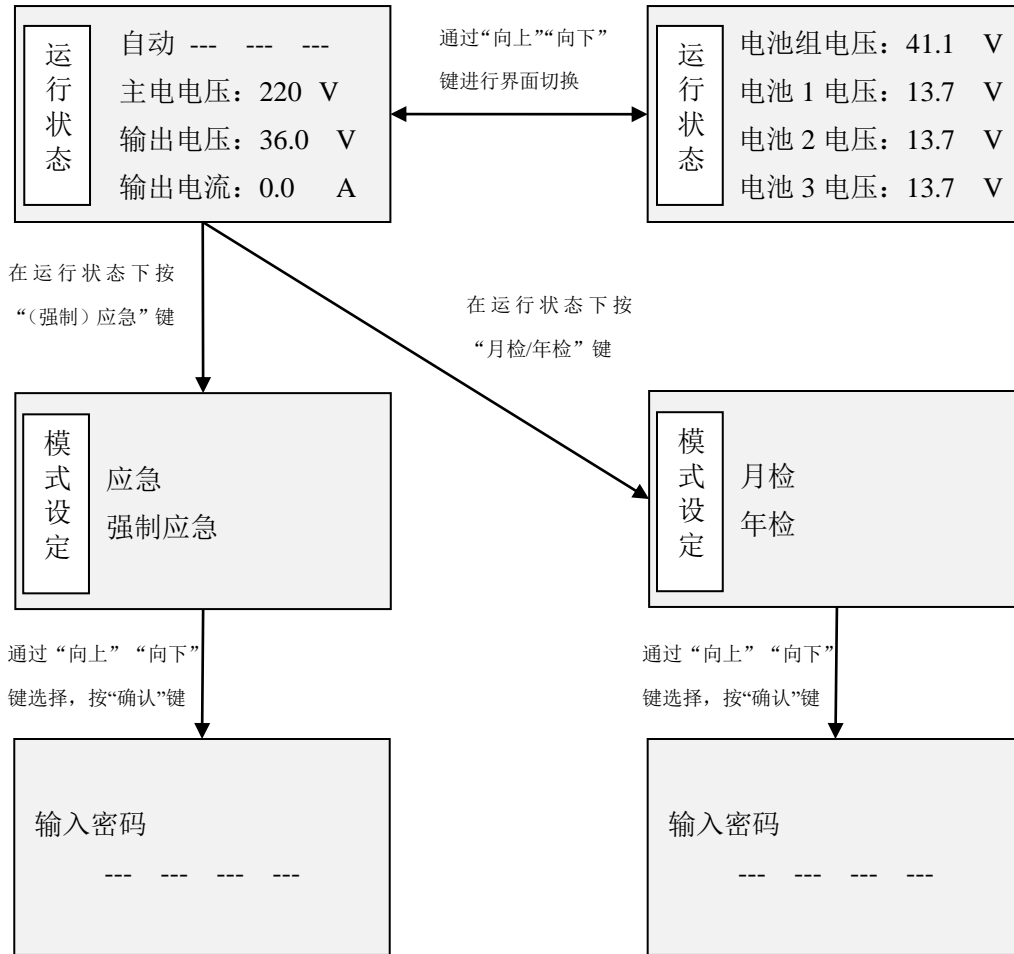 运行状态
自动 --- --- ---
主电电压：220 V
输出电压：36.0 V
输出电流：0.0 A
通过“向上”“向下”
键进行界面切换
运行状态
电池组电压：41.1 V
电池 1 电压：13.7 V
电池 2 电压：13.7 V
电池 3 电压：13.7 V
在运行状态下按
“（强制）应急”键
在运行状态下按
“月检/年检”键
模式设定
应急
强制应急
模式设定
月检
年检
通过“向上”“向下”
键选择，按“确认”键
通过“向上”“向下”
键选择，按“确认”键
输入密码
--- --- --- ---
输入密码
--- --- --- ---